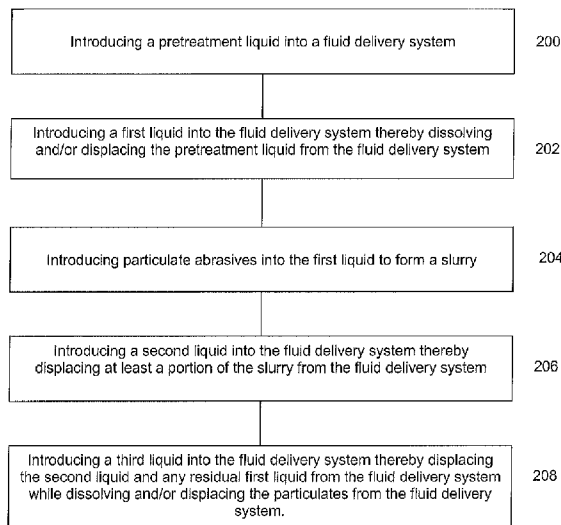 Introducing a pretreatment liquid into a fluid delivery system
200
Introducing a first liquid into the fluid delivery system thereby dissolving
and/or displacing the pretreatment liquid from the fluid delivery system
202
Introducing particulate abrasives into the first liquid to form a slurry
204
Introducing a second liquid into the fluid delivery system thereby
displacing at least a portion of the slurry from the fluid delivery system
206
Introducing a third liquid into the fluid delivery system thereby displacing
the second liquid and any residual first liquid from the fluid delivery system
while dissolving and/or displacing the particulates from the fluid delivery
system.
208